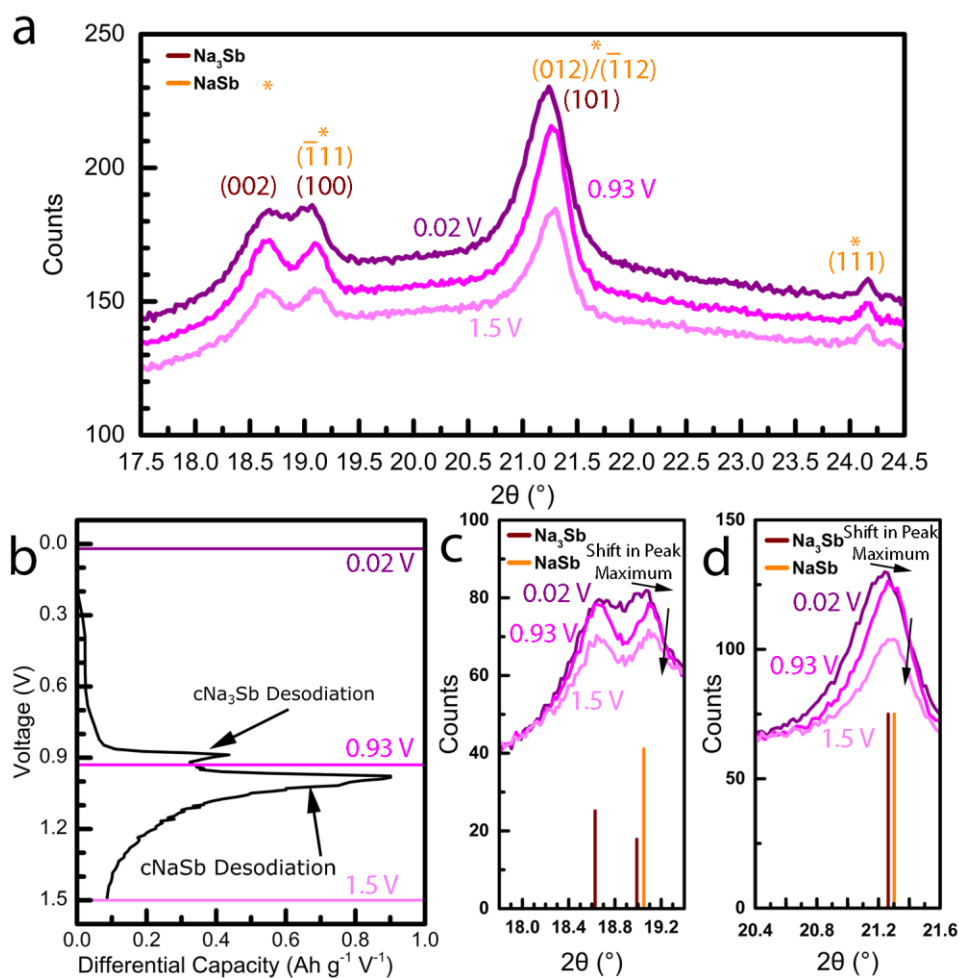 a
250
200
150
100
Counts
Na₃Sb
NaSb
*
*
(1̅11)
(002)
(100)
*
(012)/(1̅12)
(101)
0.02 V
0.93 V
1.5 V
*
(111)
17.5 18.0 18.5 19.0 19.5 20.0 20.5 21.0 21.5 22.0 22.5 23.0 23.5 24.0 24.5
2θ (°)
b
0.0
0.3
0.6
0.9
1.2
1.5
Voltage (V)
0.02 V
cNa₃Sb Desodiation
0.93 V
cNaSb Desodiation
1.5 V
0.0 0.2 0.4 0.6 0.8 1.0
Differential Capacity (Ah g⁻¹ V⁻¹)
c
100
80
60
40
20
0
Counts
Na₃Sb
NaSb
Shift in Peak
Maximum
0.02 V
0.93 V
1.5 V
18.0 18.4 18.8 19.2
2θ (°)
d
150
100
50
0
Counts
Na₃Sb
NaSb
Shift in Peak
Maximum
0.02 V
0.93 V
1.5 V
20.4 20.8 21.2 21.6
2θ (°)